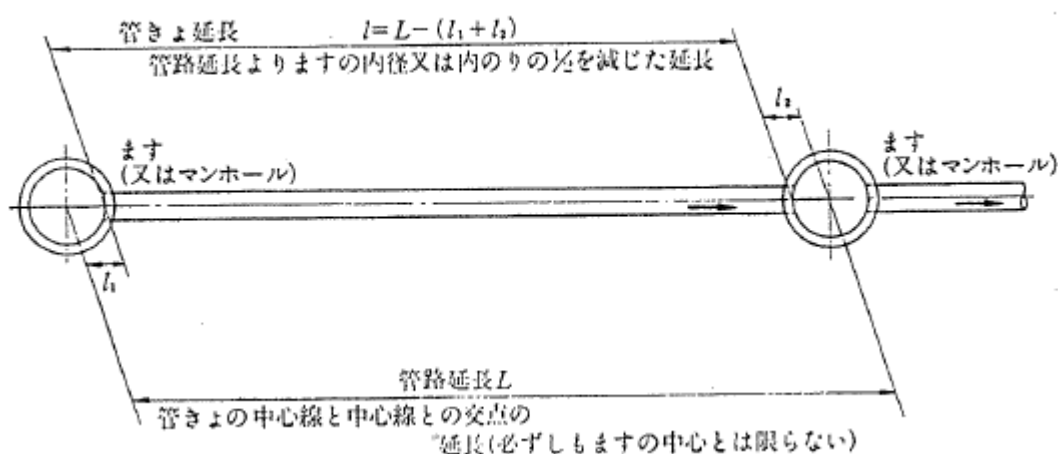 管きょ延長 l=L−(l₁+l₂)
管路延長よりますの内径又は内のりの½を減じた延長
l₂
ます
(又はマンホール)
ます
(又はマンホール)
l₁
管路延長L
管きょの中心線と中心線との交点の
延長(必ずしもますの中心とは限らない)